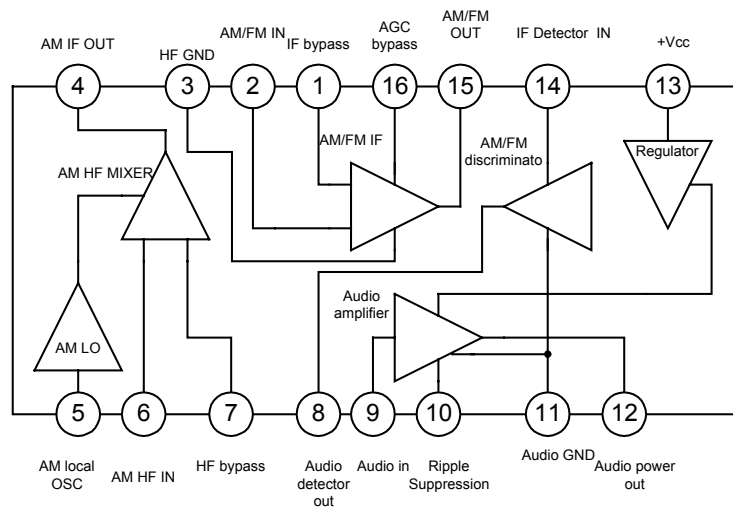 AM IF OUT
HF GND
AM/FM IN
IF bypass
AGC
bypass
AM/FM
OUT
IF Detector IN
+Vcc
4
3
2
1
16
15
14
13
AM/FM IF
AM/FM
discriminato
Regulator
AM HF MIXER
Audio
amplifier
AM LO
5
6
7
8
9
10
11
12
AM local
OSC
AM HF IN
HF bypass
Audio
detector
out
Audio in
Ripple
Suppression
Audio GND
Audio power
out